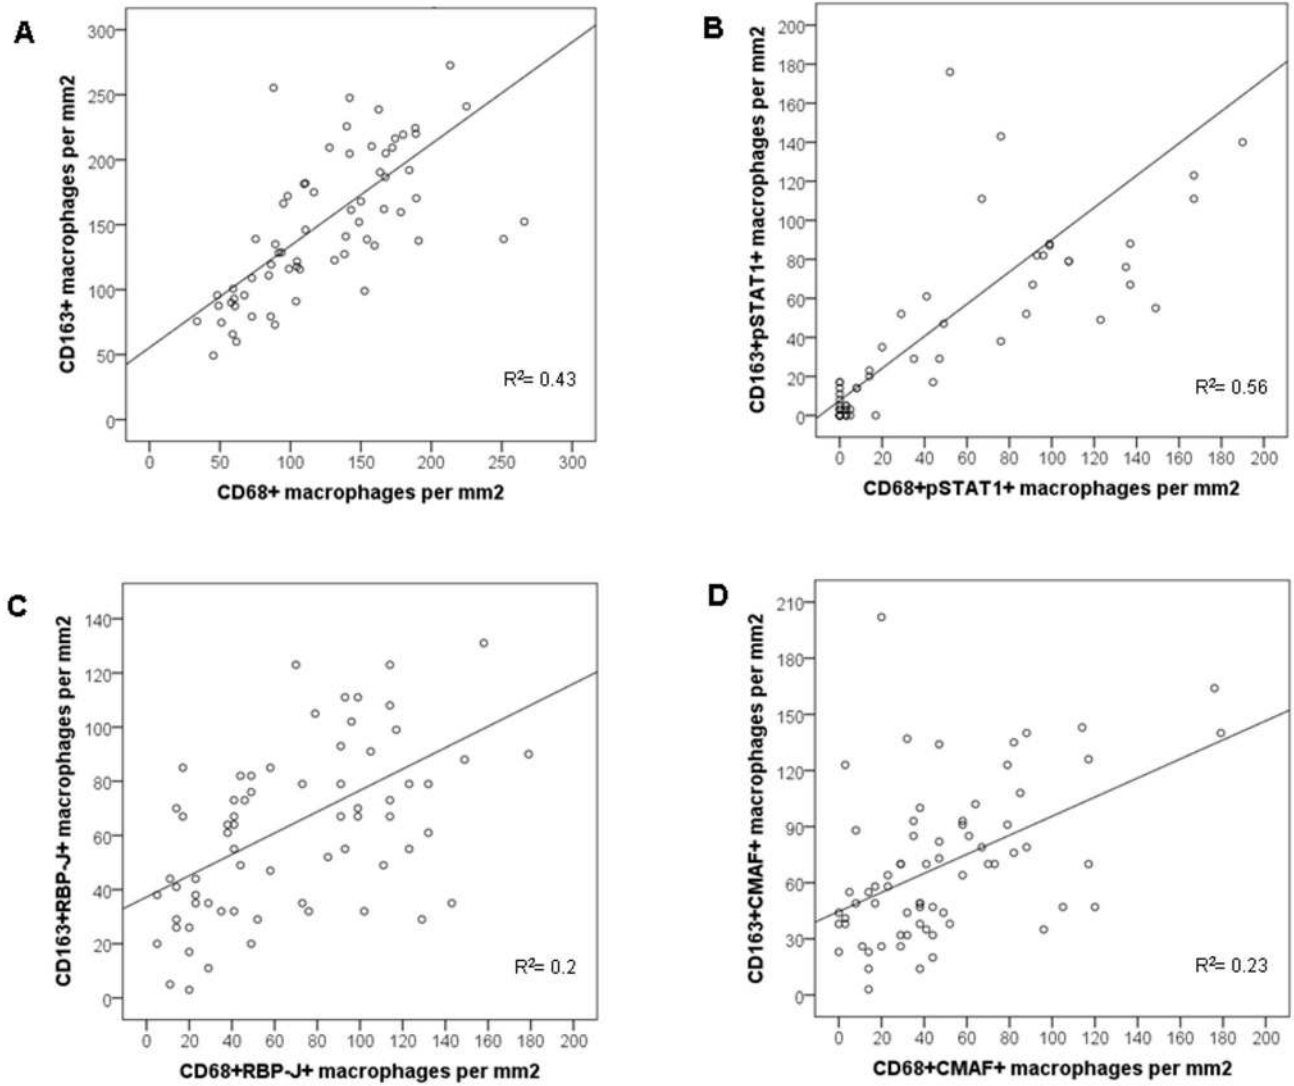 A
CD163+ macrophages per mm2
300
250
200
150
100
50
0
R²= 0.43
0 50 100 150 200 250 300
CD68+ macrophages per mm2
B
CD163+pSTAT1+ macrophages per mm2
200
180
160
140
120
100
80
60
40
20
0
R²= 0.56
0 20 40 60 80 100 120 140 160 180 200
CD68+pSTAT1+ macrophages per mm2
C
CD163+RBP-J+ macrophages per mm2
140
120
100
80
60
40
20
0
R²= 0.2
0 20 40 60 80 100 120 140 160 180 200
CD68+RBP-J+ macrophages per mm2
D
CD163+CMAF+ macrophages per mm2
210
180
150
120
90
60
30
0
R²= 0.23
0 20 40 60 80 100 120 140 160 180 200
CD68+CMAF+ macrophages per mm2